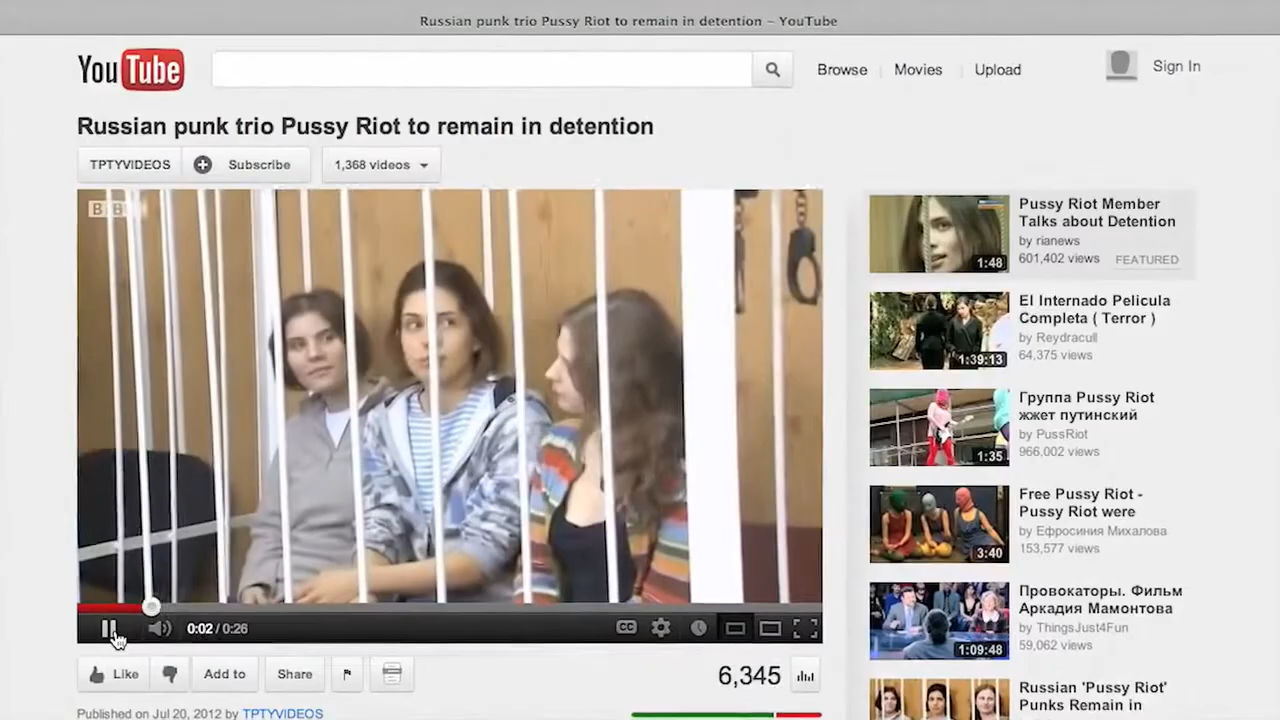 Russian punk trio Pussy Riot to remain in detention – YouTube
YouTube
Browse
Movies
Upload
Sign In
Russian punk trio Pussy Riot to remain in detention
TPTYVIDEOS
Subscribe
1,368 videos
BBC
0:02 / 0:26
CC
Like
Add to
Share
6,345
Published on Jul 20, 2012 by TPTYVIDEOS
1:48
Pussy Riot Member
Talks about Detention
by rianews
601,402 views
FEATURED
1:39:13
El Internado Pelicula
Completa ( Terror )
by Reydracull
64,375 views
1:35
Группа Pussy Riot
жжет путинский
by PussRiot
966,002 views
3:40
Free Pussy Riot -
Pussy Riot were
by Ефросиния Михалова
153,577 views
1:09:48
Провокаторы. Фильм
Аркадия Мамонтова
by ThingsJust4Fun
59,062 views
Russian 'Pussy Riot'
Punks Remain in